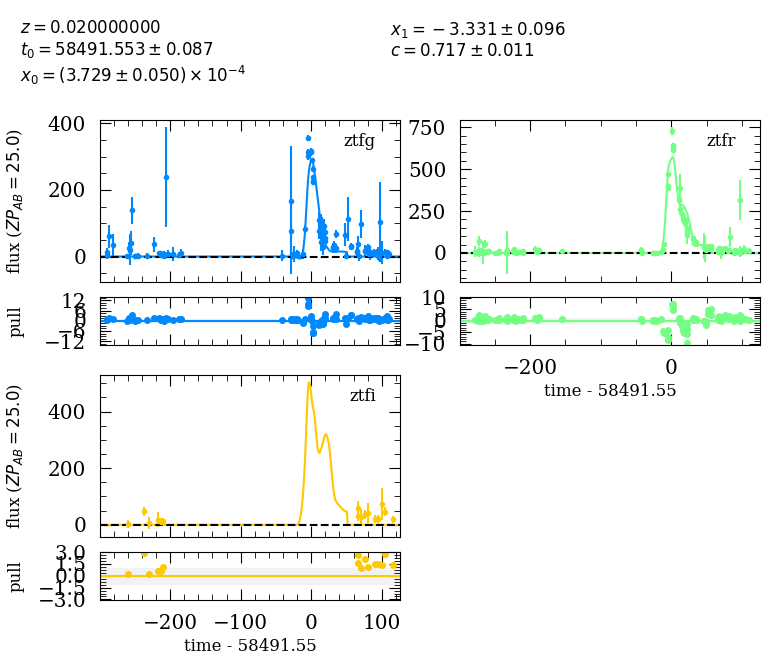 z = 0.020000000
t₀ = 58491.553 ± 0.087
x₀ = (3.729 ± 0.050) × 10⁻⁴
x₁ = −3.331 ± 0.096
c = 0.717 ± 0.011
ztfg
flux (ZP_AB = 25.0)
400
200
0
pull
12
6
0
−6
−12
ztfr
750
500
250
0
10
5
0
−5
−10
−200
0
time - 58491.55
ztfi
flux (ZP_AB = 25.0)
400
200
0
pull
3.0
1.5
0.0
−1.5
−3.0
−200
−100
0
100
time - 58491.55